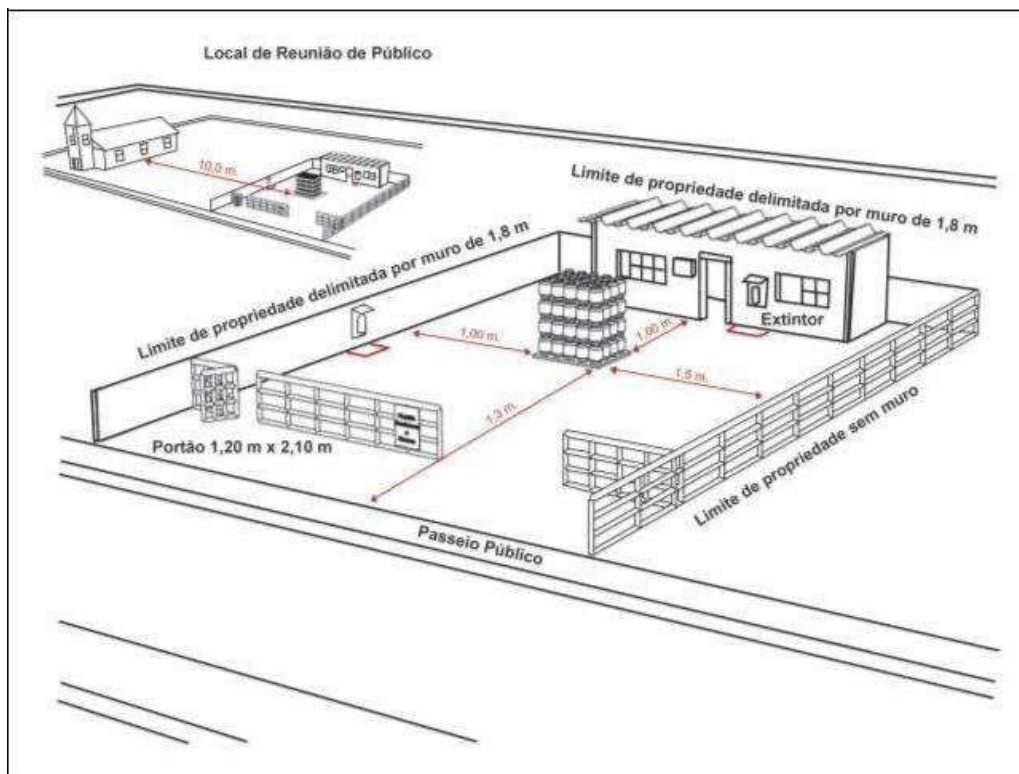 Local de Reunião de Público
10,0 m.
Limite de propriedade delimitada por muro de 1,8 m
Limite de propriedade delimitada por muro de 1,8 m
Extintor
1,00 m.
1,00 m.
1,5 m.
1,3 m.
Portão 1,20 m x 2,10 m
Limite de propriedade sem muro
Passeio Público